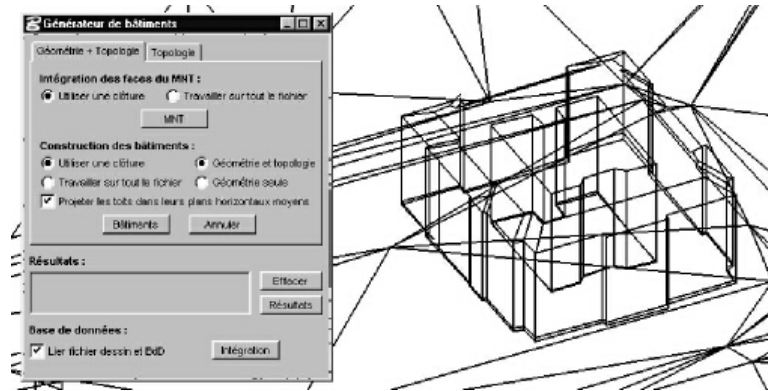 Générateur de bâtiments
Géométrie + Topologie Topologie
Intégration des faces du MNT :
Utiliser une clôture Travailler sur tout le fichier
MNT
Construction des bâtiments :
Utiliser une clôture Géométrie et topologie
Travailler sur tout le fichier Géométrie seule
Projeter les toits dans leurs plans horizontaux moyens
Bâtiments Annuler
Résultats :
Effacer
Résultats
Base de données :
Lier fichier dessin et BdD Intégration